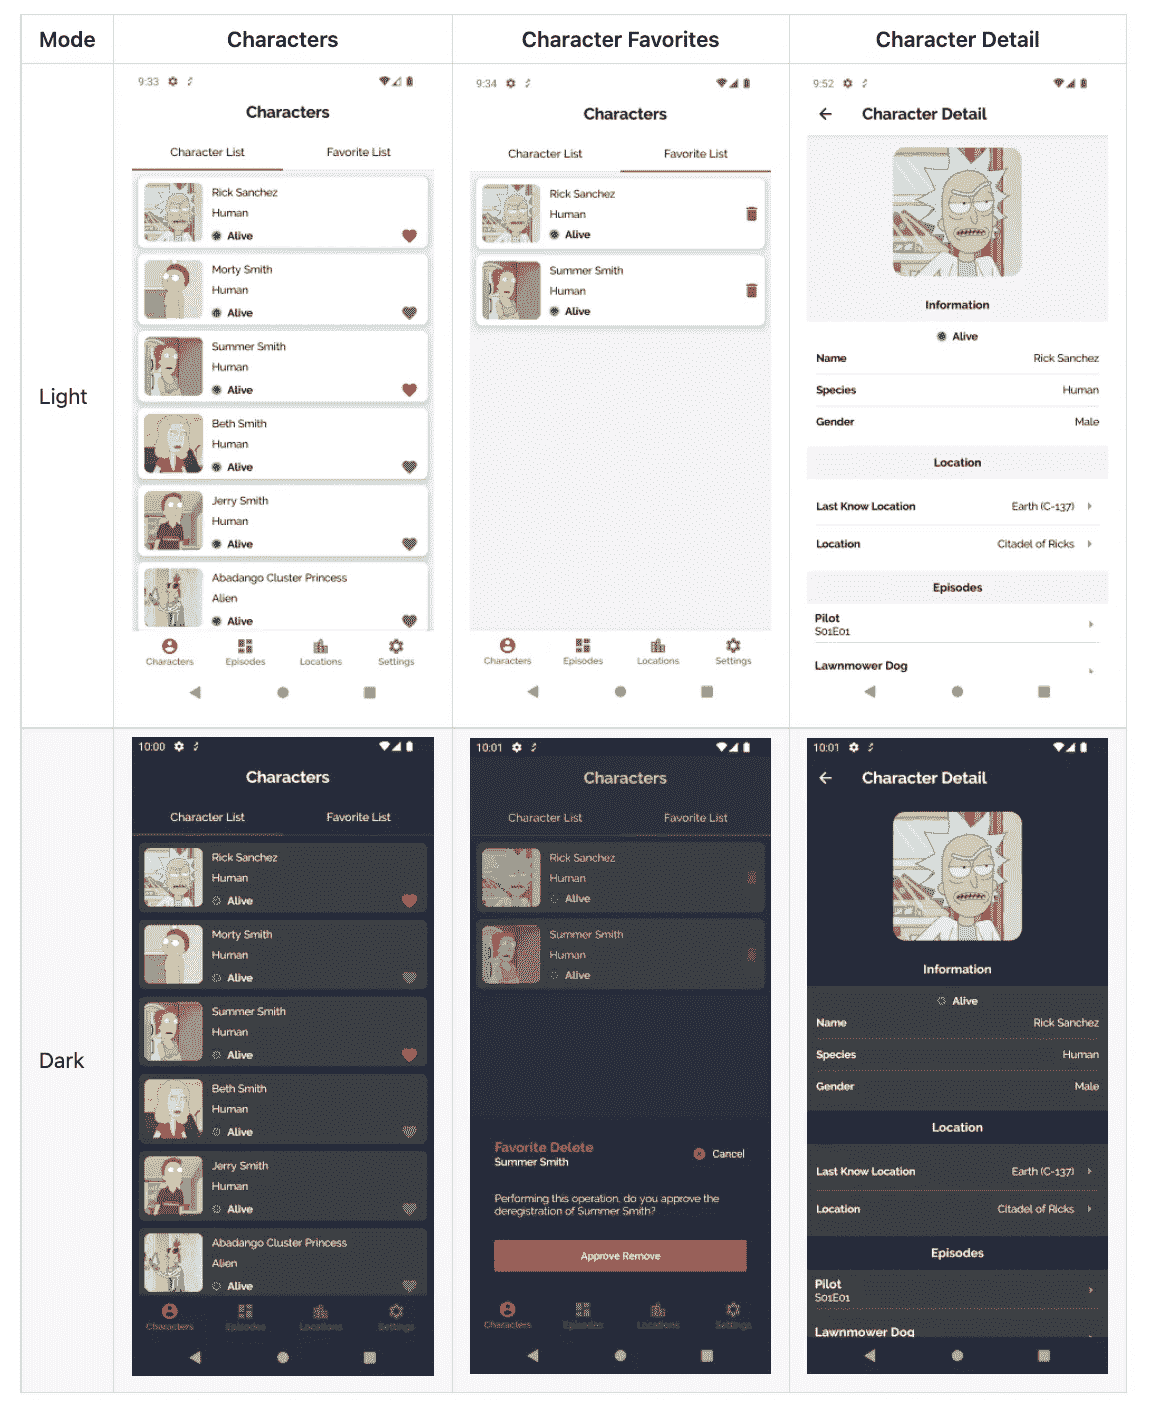 Mode
Characters
Character Favorites
Character Detail
Light
9:33
Characters
Character List
Favorite List
Rick Sanchez
Human
Alive
Morty Smith
Human
Alive
Summer Smith
Human
Alive
Beth Smith
Human
Alive
Jerry Smith
Human
Alive
Abadango Cluster Princess
Alien
Alive
Characters
Episodes
Locations
Settings
9:34
Characters
Character List
Favorite List
Rick Sanchez
Human
Alive
Summer Smith
Human
Alive
Characters
Episodes
Locations
Settings
9:52
Character Detail
Information
Alive
Name Rick Sanchez
Species Human
Gender Male
Location
Last Know Location Earth (C-137)
Location Citadel of Ricks
Episodes
Pilot
S01E01
Lawnmower Dog
Dark
10:00
Characters
Character List
Favorite List
Rick Sanchez
Human
Alive
Morty Smith
Human
Alive
Summer Smith
Human
Alive
Beth Smith
Human
Alive
Jerry Smith
Human
Alive
Abadango Cluster Princess
Alien
Alive
Characters
Episodes
Locations
Settings
10:01
Characters
Character List
Favorite List
Rick Sanchez
Human
Alive
Summer Smith
Human
Alive
Favorite Delete
Summer Smith
Cancel
Performing this operation, do you approve the
deregistration of Summer Smith?
Approve Remove
Characters
Episodes
Locations
Settings
10:01
Character Detail
Information
Alive
Name Rick Sanchez
Species Human
Gender Male
Location
Last Know Location Earth (C-137)
Location Citadel of Ricks
Episodes
Pilot
S01E01
Lawnmower Dog